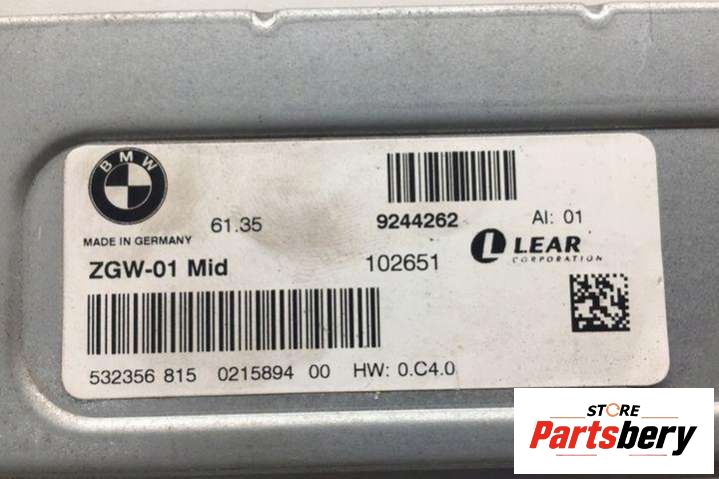 BMW
61.35
9244262
AI: 01
MADE IN GERMANY
LEAR
CORPORATION
ZGW-01 Mid
102651
532356 815 0215894 00 HW: 0.C4.0
STORE
Partsbery